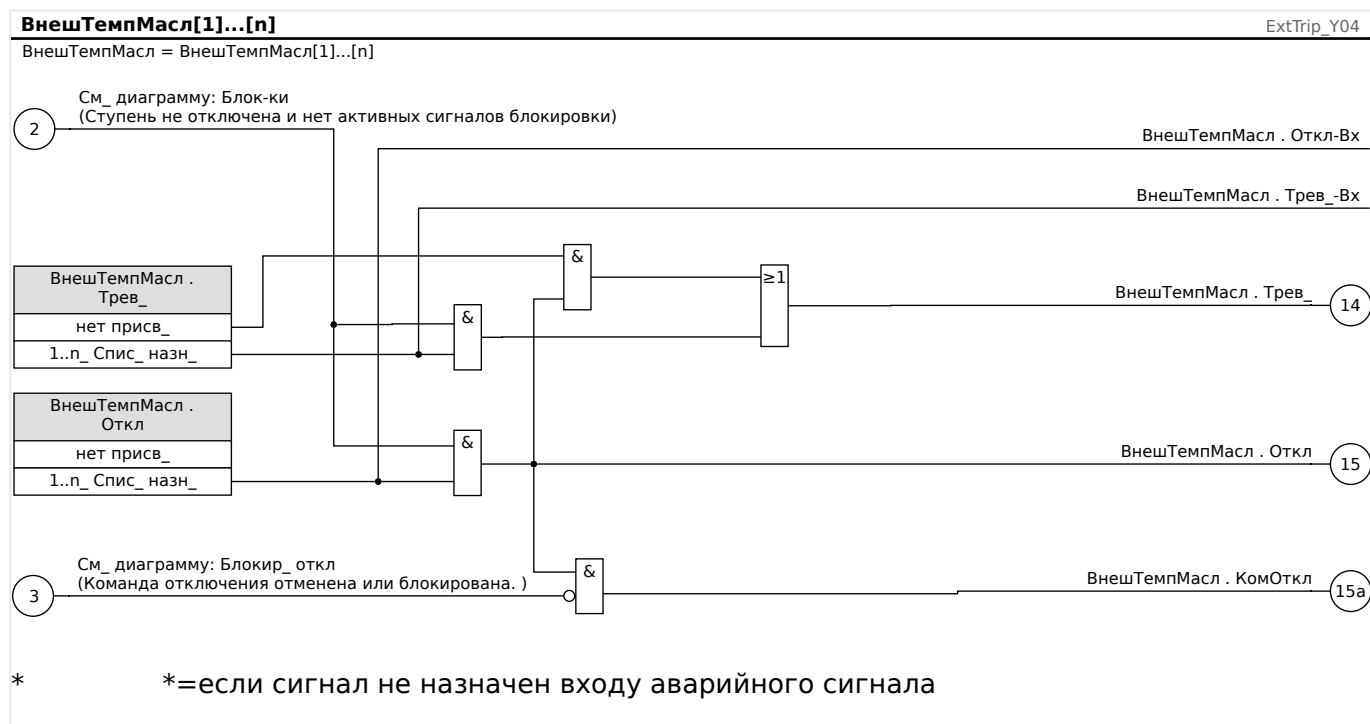 ВнешТемпМасл[1]...[n]
ExtTrip_Y04
ВнешТемпМасл = ВнешТемпМасл[1]...[n]
См_ диаграмму: Блок-ки
(Ступень не отключена и нет активных сигналов блокировки)
2
ВнешТемпМасл . Откл-Вх
ВнешТемпМасл . Трев_-Вх
&
ВнешТемпМасл .
Трев_
нет присв_
1..n_ Спис_ назн_
&
≥1
ВнешТемпМасл . Трев_
14
ВнешТемпМасл .
Откл
нет присв_
1..n_ Спис_ назн_
&
ВнешТемпМасл . Откл
15
См_ диаграмму: Блокир_ откл
(Команда отключения отменена или блокирована. )
3
&
ВнешТемпМасл . КомОткл
15a
* *=если сигнал не назначен входу аварийного сигнала